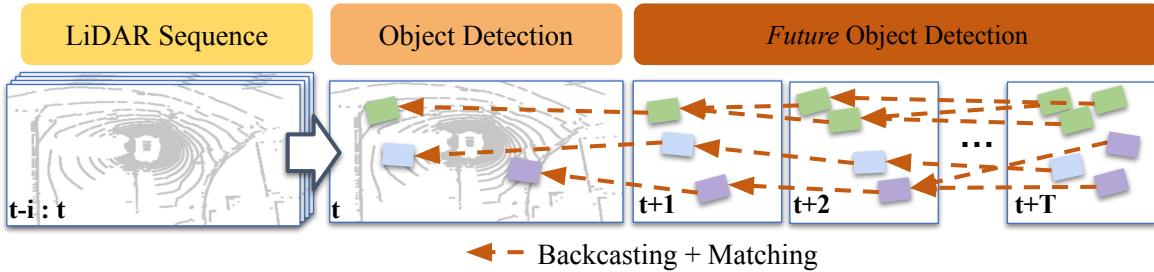 LiDAR Sequence
Object Detection
Future Object Detection
t-i : t
t
t+1
t+2
...
t+T
Backcasting + Matching